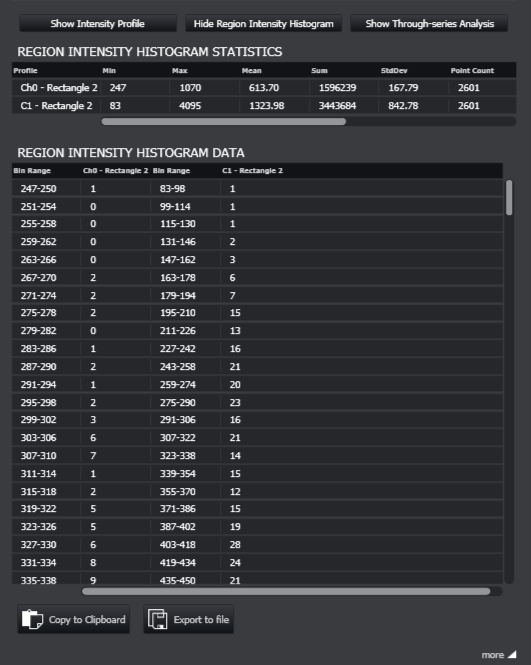 Show Intensity Profile Hide Region Intensity Histogram Show Through-series Analysis
REGION INTENSITY HISTOGRAM STATISTICS
Profile Min Max Mean Sum StdDev Point Count
Ch0 - Rectangle 2 247 1070 613.70 1596239 167.79 2601
C1 - Rectangle 2 83 4095 1323.98 3443684 842.78 2601
REGION INTENSITY HISTOGRAM DATA
Bin Range Ch0 - Rectangle 2 Bin Range C1 - Rectangle 2
247-250 1 83-98 1
251-254 0 99-114 1
255-258 0 115-130 1
259-262 0 131-146 2
263-266 0 147-162 3
267-270 2 163-178 6
271-274 2 179-194 7
275-278 2 195-210 15
279-282 0 211-226 13
283-286 1 227-242 16
287-290 2 243-258 21
291-294 1 259-274 20
295-298 2 275-290 23
299-302 3 291-306 16
303-306 6 307-322 21
307-310 7 323-338 14
311-314 1 339-354 15
315-318 2 355-370 12
319-322 5 371-386 15
323-326 5 387-402 19
327-330 6 403-418 28
331-334 8 419-434 24
335-338 9 435-450 21
Copy to Clipboard Export to file
more